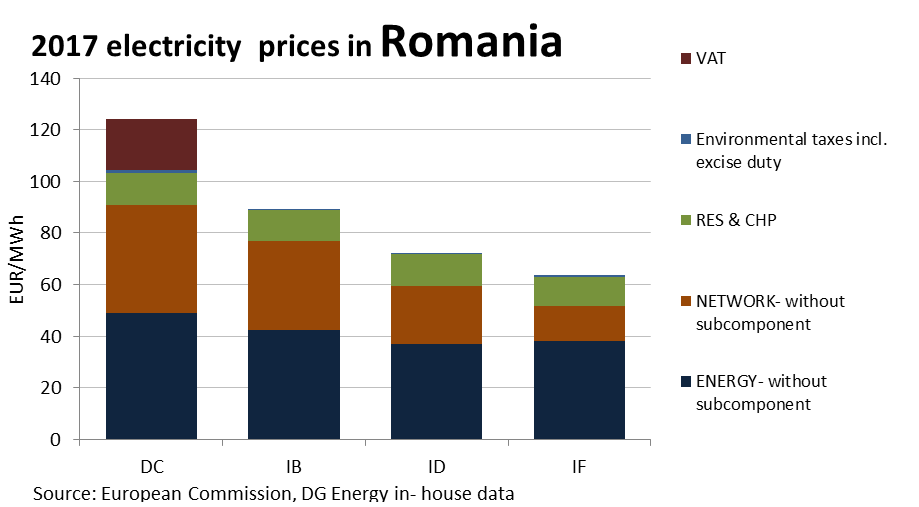 2017 electricity prices in Romania
EUR/MWh
140
120
100
80
60
40
20
0
DC IB ID IF
VAT
Environmental taxes incl.
excise duty
RES & CHP
NETWORK- without
subcomponent
ENERGY- without
subcomponent
Source: European Commission, DG Energy in- house data